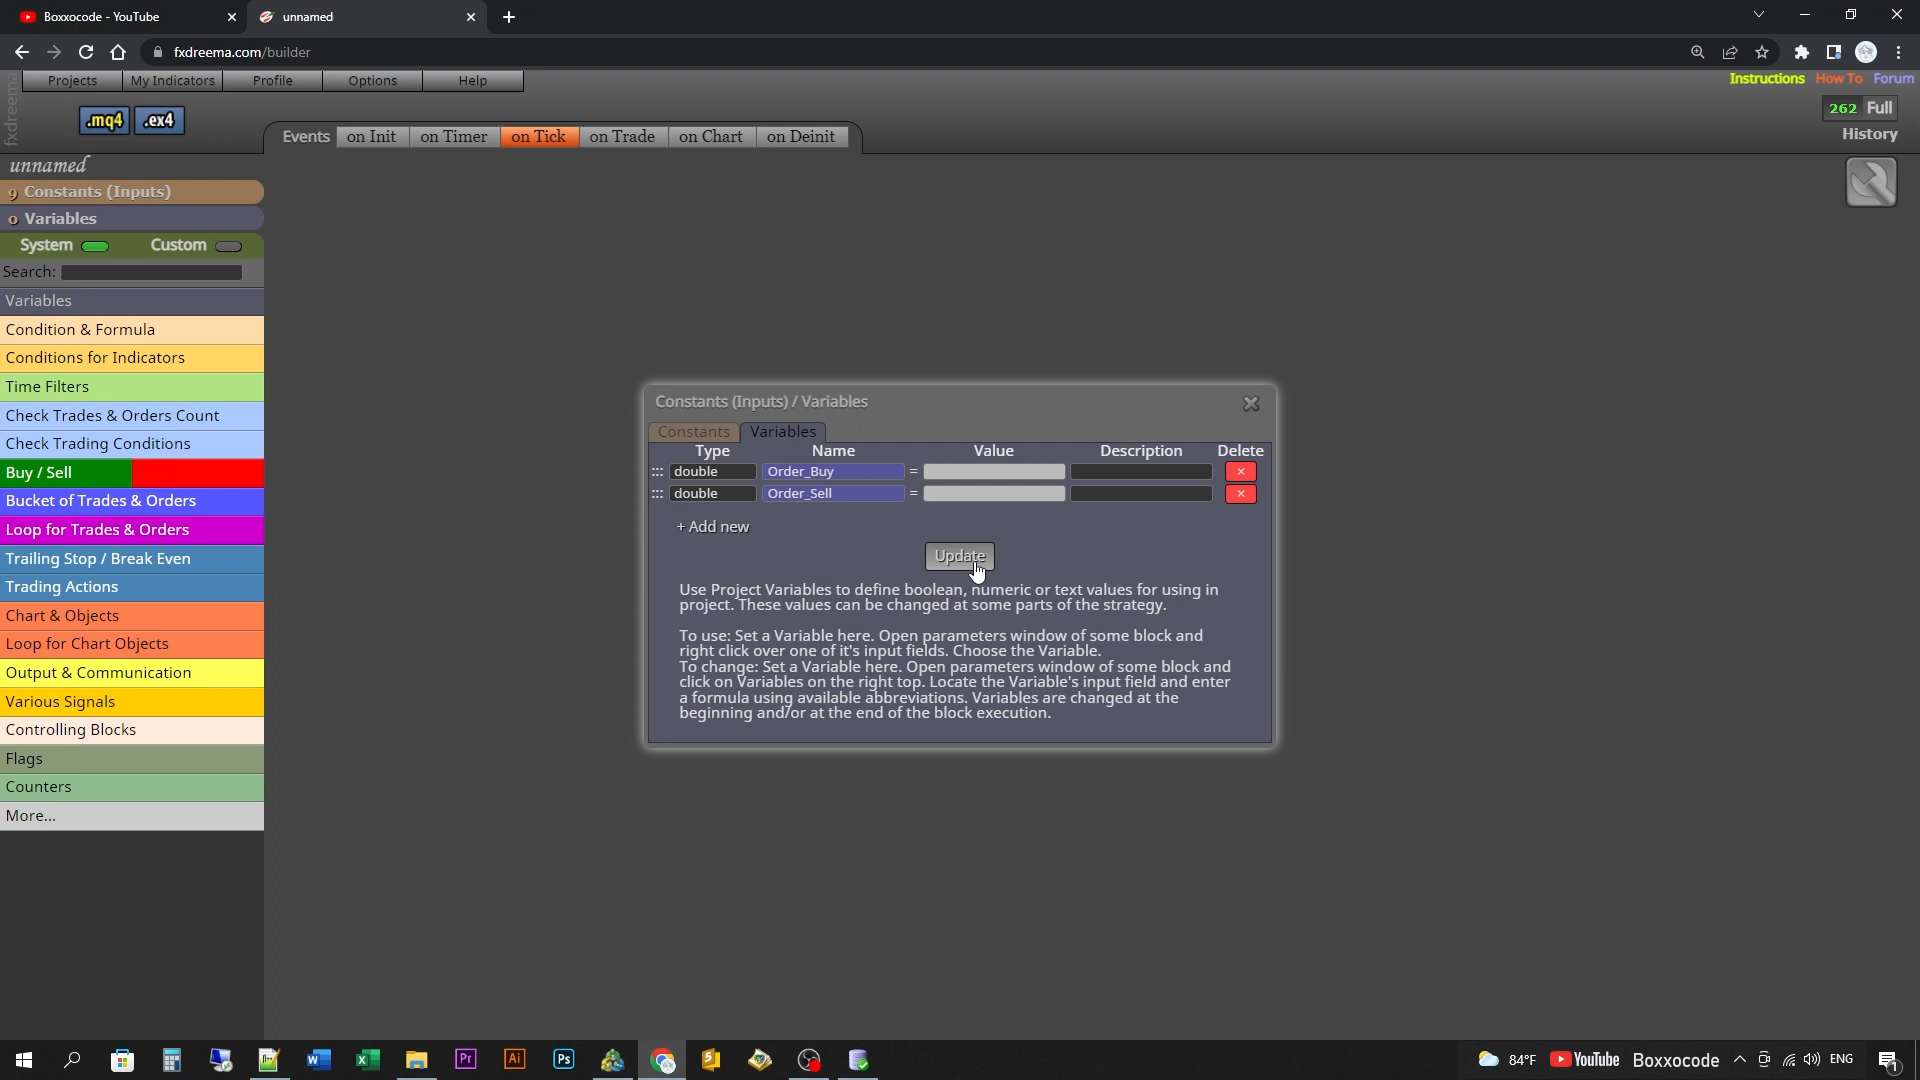 Boxxocode - YouTube
unnamed
fxdreema.com/builder
fxdreema
Projects
My Indicators
Profile
Options
Help
Instructions
How To
Forum
.mq4
.ex4
262 Full
History
Events
on Init
on Timer
on Tick
on Trade
on Chart
on Deinit
unnamed
9 Constants (Inputs)
0 Variables
System
Custom
Search:
Variables
Condition & Formula
Conditions for Indicators
Time Filters
Check Trades & Orders Count
Check Trading Conditions
Buy / Sell
Bucket of Trades & Orders
Loop for Trades & Orders
Trailing Stop / Break Even
Trading Actions
Chart & Objects
Loop for Chart Objects
Output & Communication
Various Signals
Controlling Blocks
Flags
Counters
More...
Constants (Inputs) / Variables
Constants
Variables
Type Name Value Description Delete
::: double Order_Buy = ×
::: double Order_Sell = ×
+ Add new
Update
Use Project Variables to define boolean, numeric or text values for using in
project. These values can be changed at some parts of the strategy.
To use: Set a Variable here. Open parameters window of some block and
right click over one of it's input fields. Choose the Variable.
To change: Set a Variable here. Open parameters window of some block and
click on Variables on the right top. Locate the Variable's input field and enter
a formula using available abbreviations. Variables are changed at the
beginning and/or at the end of the block execution.
Pr
Ai
Ps
84°F
YouTube
Boxxocode
ENG
1